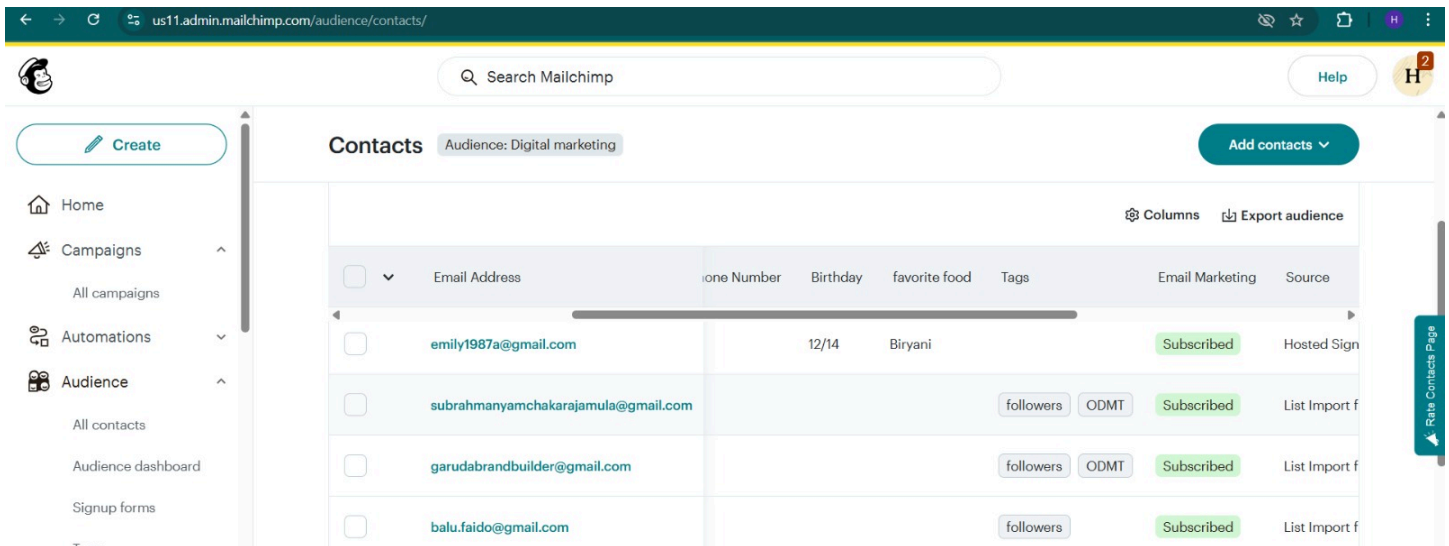 us11.admin.mailchimp.com/audience/contacts/
H
Search Mailchimp
Help
H
2
Create
Contacts
Audience: Digital marketing
Add contacts
Home
Columns
Export audience
Campaigns
All campaigns
Email Address
one Number
Birthday
favorite food
Tags
Email Marketing
Source
Automations
emily1987a@gmail.com
12/14
Biryani
Subscribed
Hosted Sign
Audience
All contacts
subrahmanyamchakarajamula@gmail.com
followers
ODMT
Subscribed
List Import f
Audience dashboard
garudabrandbuilder@gmail.com
followers
ODMT
Subscribed
List Import f
Signup forms
balu.faido@gmail.com
followers
Subscribed
List Import f
Rate Contacts Page